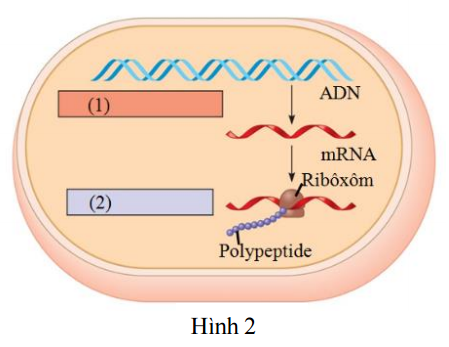 ADN
(1)
mRNA
Ribôxôm
(2)
Polypeptide
Hình 2